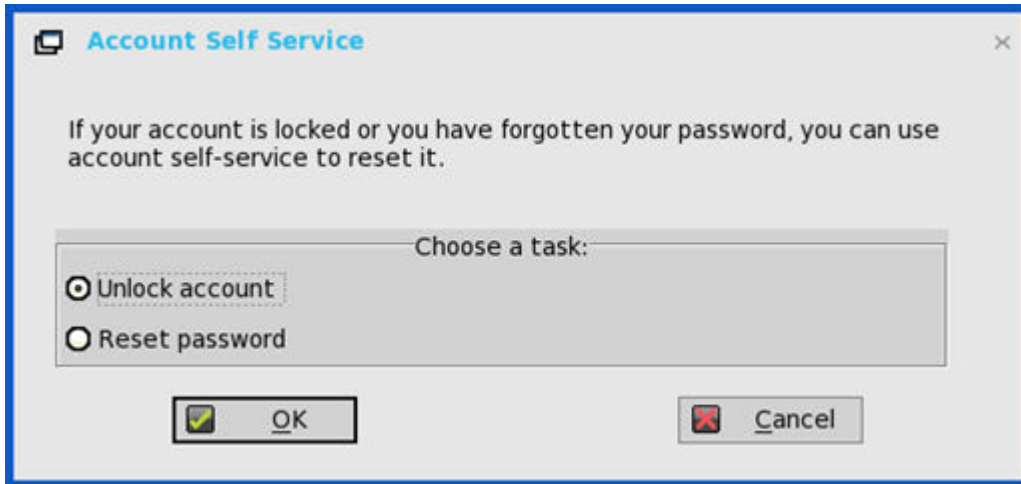 Account Self Service
If your account is locked or you have forgotten your password, you can use
account self-service to reset it.
Choose a task:
Unlock account
Reset password
OK
Cancel